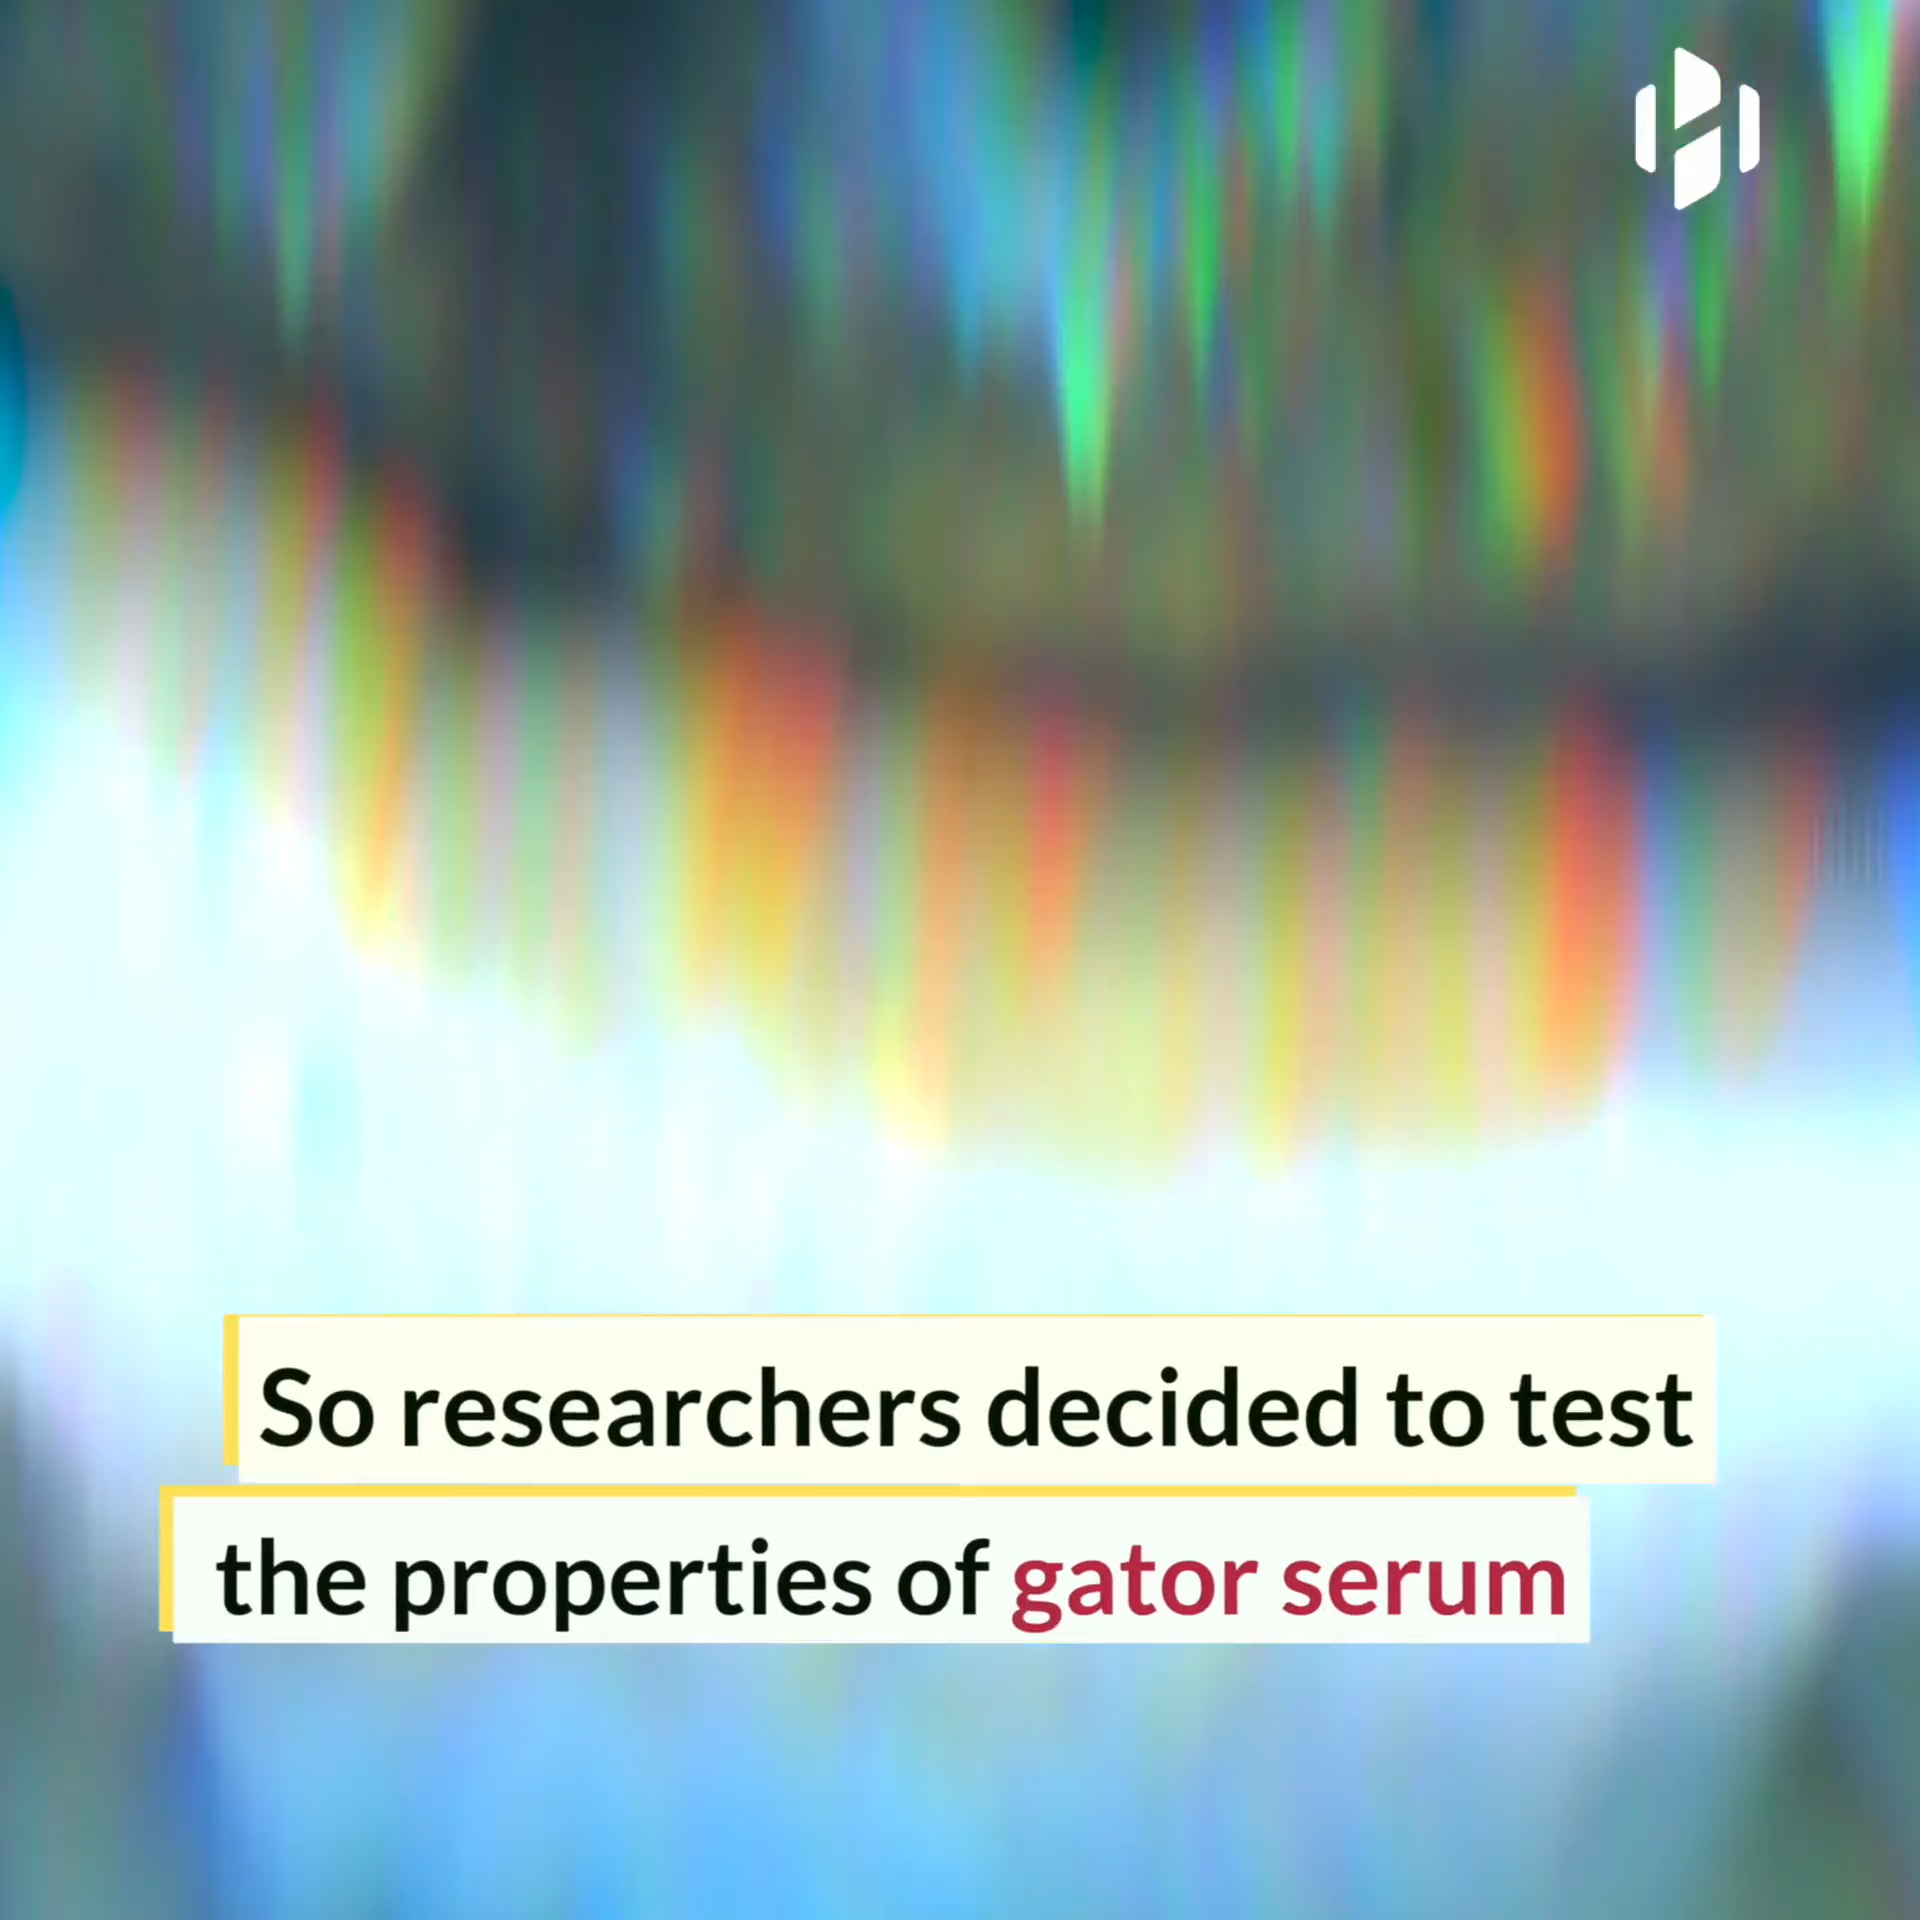 So researchers decided to test
the properties of gator serum